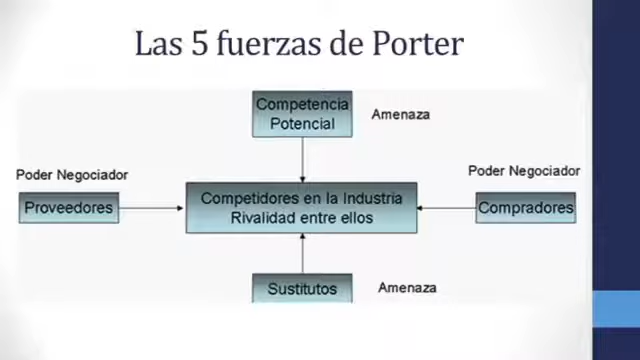 Las 5 fuerzas de Porter
Competencia
Potencial
Amenaza
Poder Negociador
Proveedores
Competidores en la Industria
Rivalidad entre ellos
Poder Negociador
Compradores
Sustitutos
Amenaza